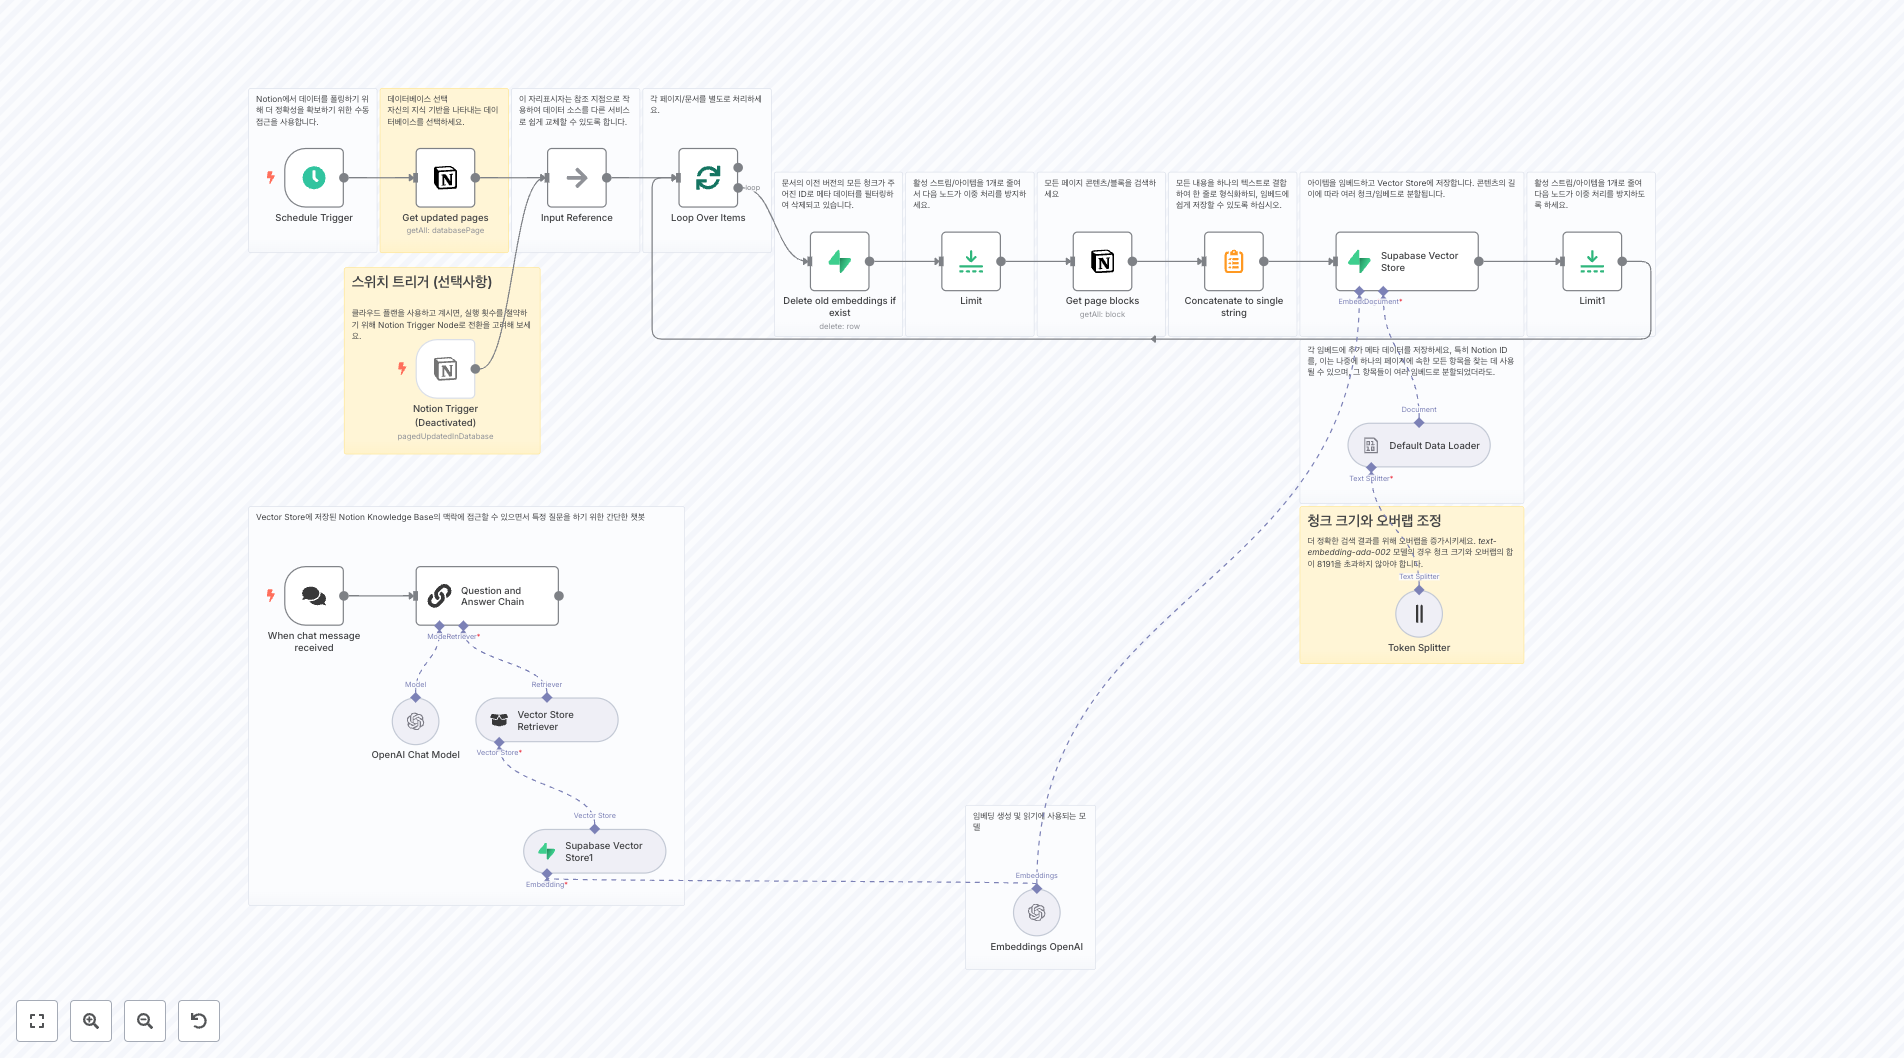 Notion에서 데이터를 폴링하기 위
해 더 정확성을 확보하기 위한 수동
접근을 사용합니다.
Schedule Trigger
데이터베이스 선택
자신의 지식 기반을 나타내는 데이
터베이스를 선택하세요.
Get updated pages
getAll: databasePage
이 자리표시자는 참조 지점으로 작
용하여 데이터 소스를 다른 서비스
로 쉽게 교체할 수 있도록 합니다.
Input Reference
각 페이지/문서를 별도로 처리하세
요.
loop
Loop Over Items
문서의 이전 버전의 모든 청크가 주
어진 ID로 메타 데이터를 필터링하
여 삭제되고 있습니다.
Delete old embeddings if
exist
delete: row
활성 스트림/아이템을 1개로 줄여
서 다음 노드가 이중 처리를 방지하
세요.
Limit
모든 페이지 콘텐츠/블록을 검색하
세요
Get page blocks
getAll: block
모든 내용을 하나의 텍스트로 결합
하여 한 줄로 형식화하되, 임베드에
쉽게 저장할 수 있도록 하십시오.
Concatenate to single
string
아이템을 임베드하고 Vector Store에 저장합니다. 콘텐츠의 길
이에 따라 여러 청크/임베드로 분할됩니다.
Supabase Vector
Store
Document*
활성 스트림/아이템을 1개로 줄여
다음 노드가 이중 처리를 방지하도
록 하세요.
Limit1
스위치 트리거 (선택사항)
클라우드 플랜을 사용하고 계시면, 실행 횟수를 절약하
기 위해 Notion Trigger Node로 전환을 고려해 보세
요.
Notion Trigger
(Deactivated)
pagedUpdatedInDatabase
각 임베드에 추가 메타 데이터를 저장하세요, 특히 Notion ID
를, 이는 나중에 하나의 페이지에 속한 모든 항목을 찾는 데 사용
될 수 있으며, 그 항목들이 여러 임베드로 분할되었더라도.
Document
Default Data Loader
Text Splitter*
청크 크기와 오버랩 조정
더 정확한 검색 결과를 위해 오버랩을 증가시키세요. text-
embedding-ada-002 모델의 경우 청크 크기와 오버랩의 합
이 8191을 초과하지 않아야 합니다.
Text Splitter
Token Splitter
Vector Store에 저장된 Notion Knowledge Base의 맥락에 접근할 수 있으면서 특정 질문을 하기 위한 간단한 챗봇
When chat message
received
Question and
Answer Chain
Retriever*
Model
OpenAI Chat Model
Retriever
Vector Store
Retriever
Vector Store*
Vector Store
Supabase Vector
Store1
Embedding*
임베딩 생성 및 읽기에 사용되는 모
델
Embeddings
Embeddings OpenAI